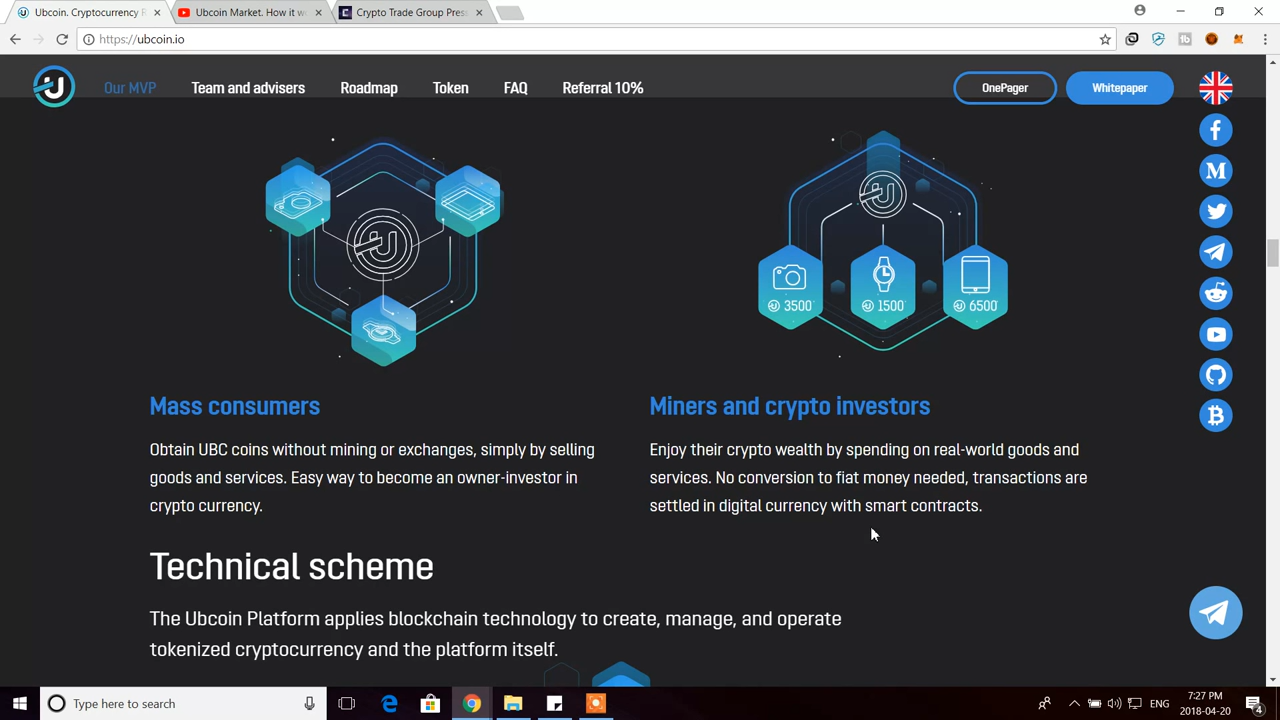 Ubcoin. Cryptocurrency R
Ubcoin Market. How it w
Crypto Trade Group Pres
https://ubcoin.io
Our MVP
Team and advisers
Roadmap
Token
FAQ
Referral 10%
OnePager
Whitepaper
3500
1500
6500
Mass consumers
Obtain UBC coins without mining or exchanges, simply by selling
goods and services. Easy way to become an owner-investor in
crypto currency.
Miners and crypto investors
Enjoy their crypto wealth by spending on real-world goods and
services. No conversion to fiat money needed, transactions are
settled in digital currency with smart contracts.
Technical scheme
The Ubcoin Platform applies blockchain technology to create, manage, and operate
tokenized cryptocurrency and the platform itself.
Type here to search
ENG
7:27 PM
2018-04-20
4